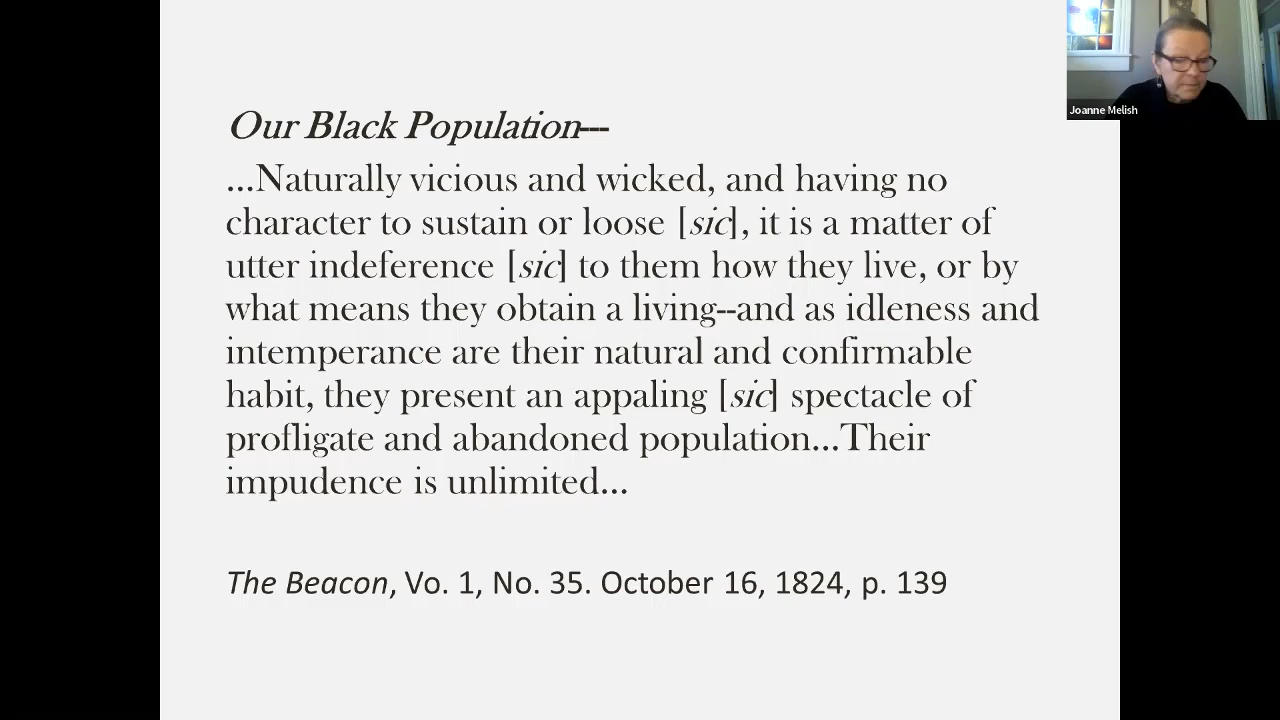 Our Black Population---
...Naturally vicious and wicked, and having no
character to sustain or loose [sic], it is a matter of
utter indeference [sic] to them how they live, or by
what means they obtain a living--and as idleness and
intemperance are their natural and confirmable
habit, they present an appaling [sic] spectacle of
profligate and abandoned population...Their
impudence is unlimited...
The Beacon, Vo. 1, No. 35. October 16, 1824, p. 139
Joanne Melish